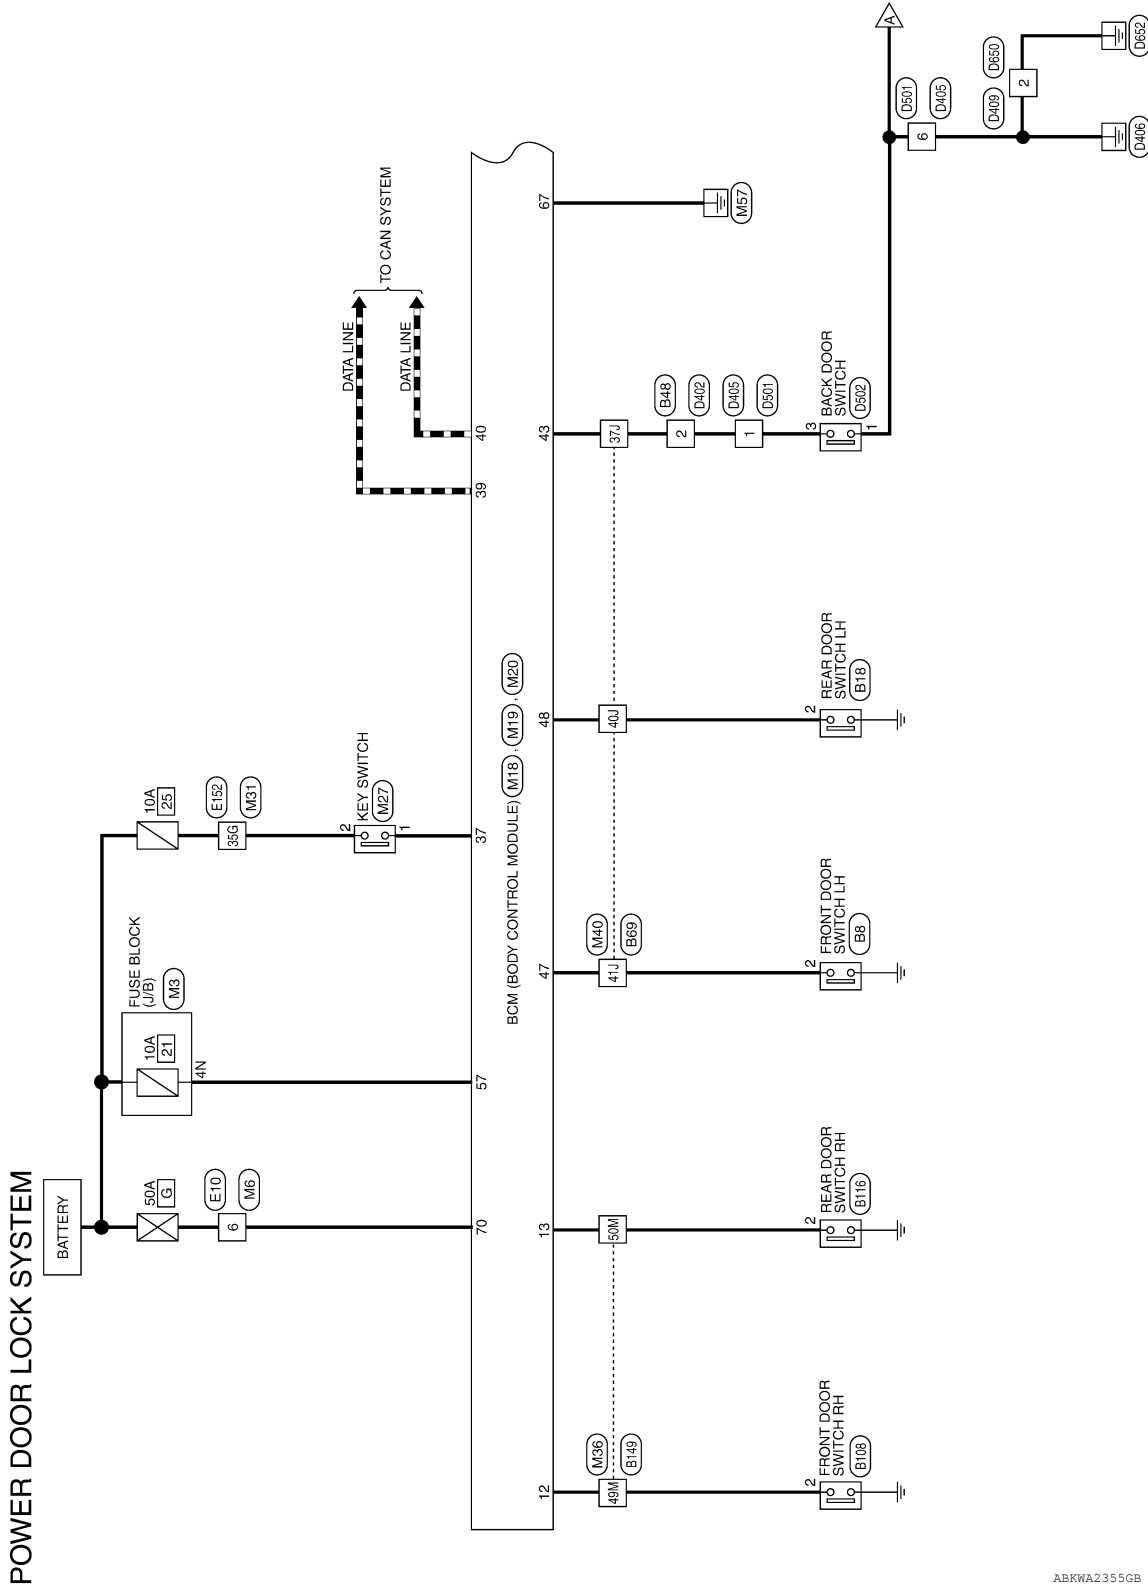 POWER DOOR LOCK SYSTEM
BATTERY
50A
G
E10
6
M6
70
FUSE BLOCK
(J/B)
M3
10A
21
4N
57
10A
25
E152
35G
M31
2
KEY SWITCH
M27
1
37
DATA LINE
DATA LINE
TO CAN SYSTEM
39
40
BCM (BODY CONTROL MODULE) M18 , M19 , M20
12
M36
49M
B149
2
FRONT DOOR
SWITCH RH
B108
13
50M
2
REAR DOOR
SWITCH RH
B116
47
M40
41J
B69
2
FRONT DOOR
SWITCH LH
B8
48
40J
2
REAR DOOR
SWITCH LH
B18
43
37J
B48
2
D402
D405
1
D501
3
BACK DOOR
SWITCH
D502
1
67
M57
A
D501
6
D405
D409
D650
2
D406
D652
ABKWA2355GB